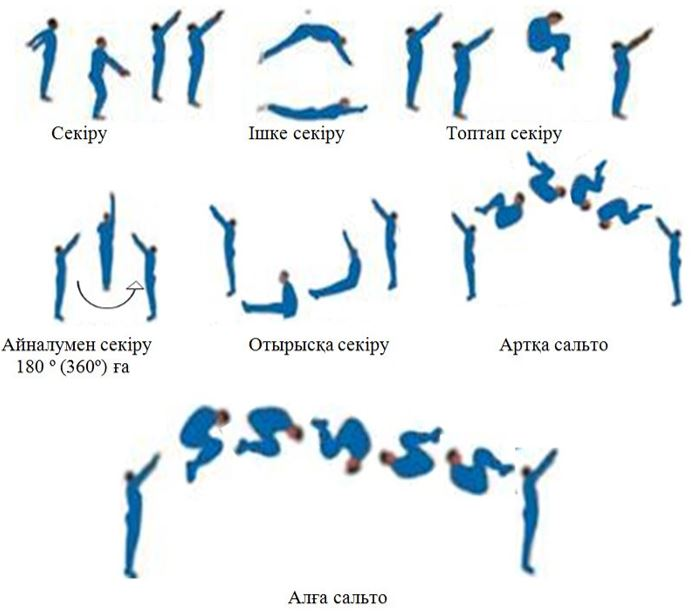 Секіру
Ішке секіру
Топтап секіру
Айналумен секіру
180 º (360º) ға
Отырысқа секіру
Артқа сальто
Алға сальто